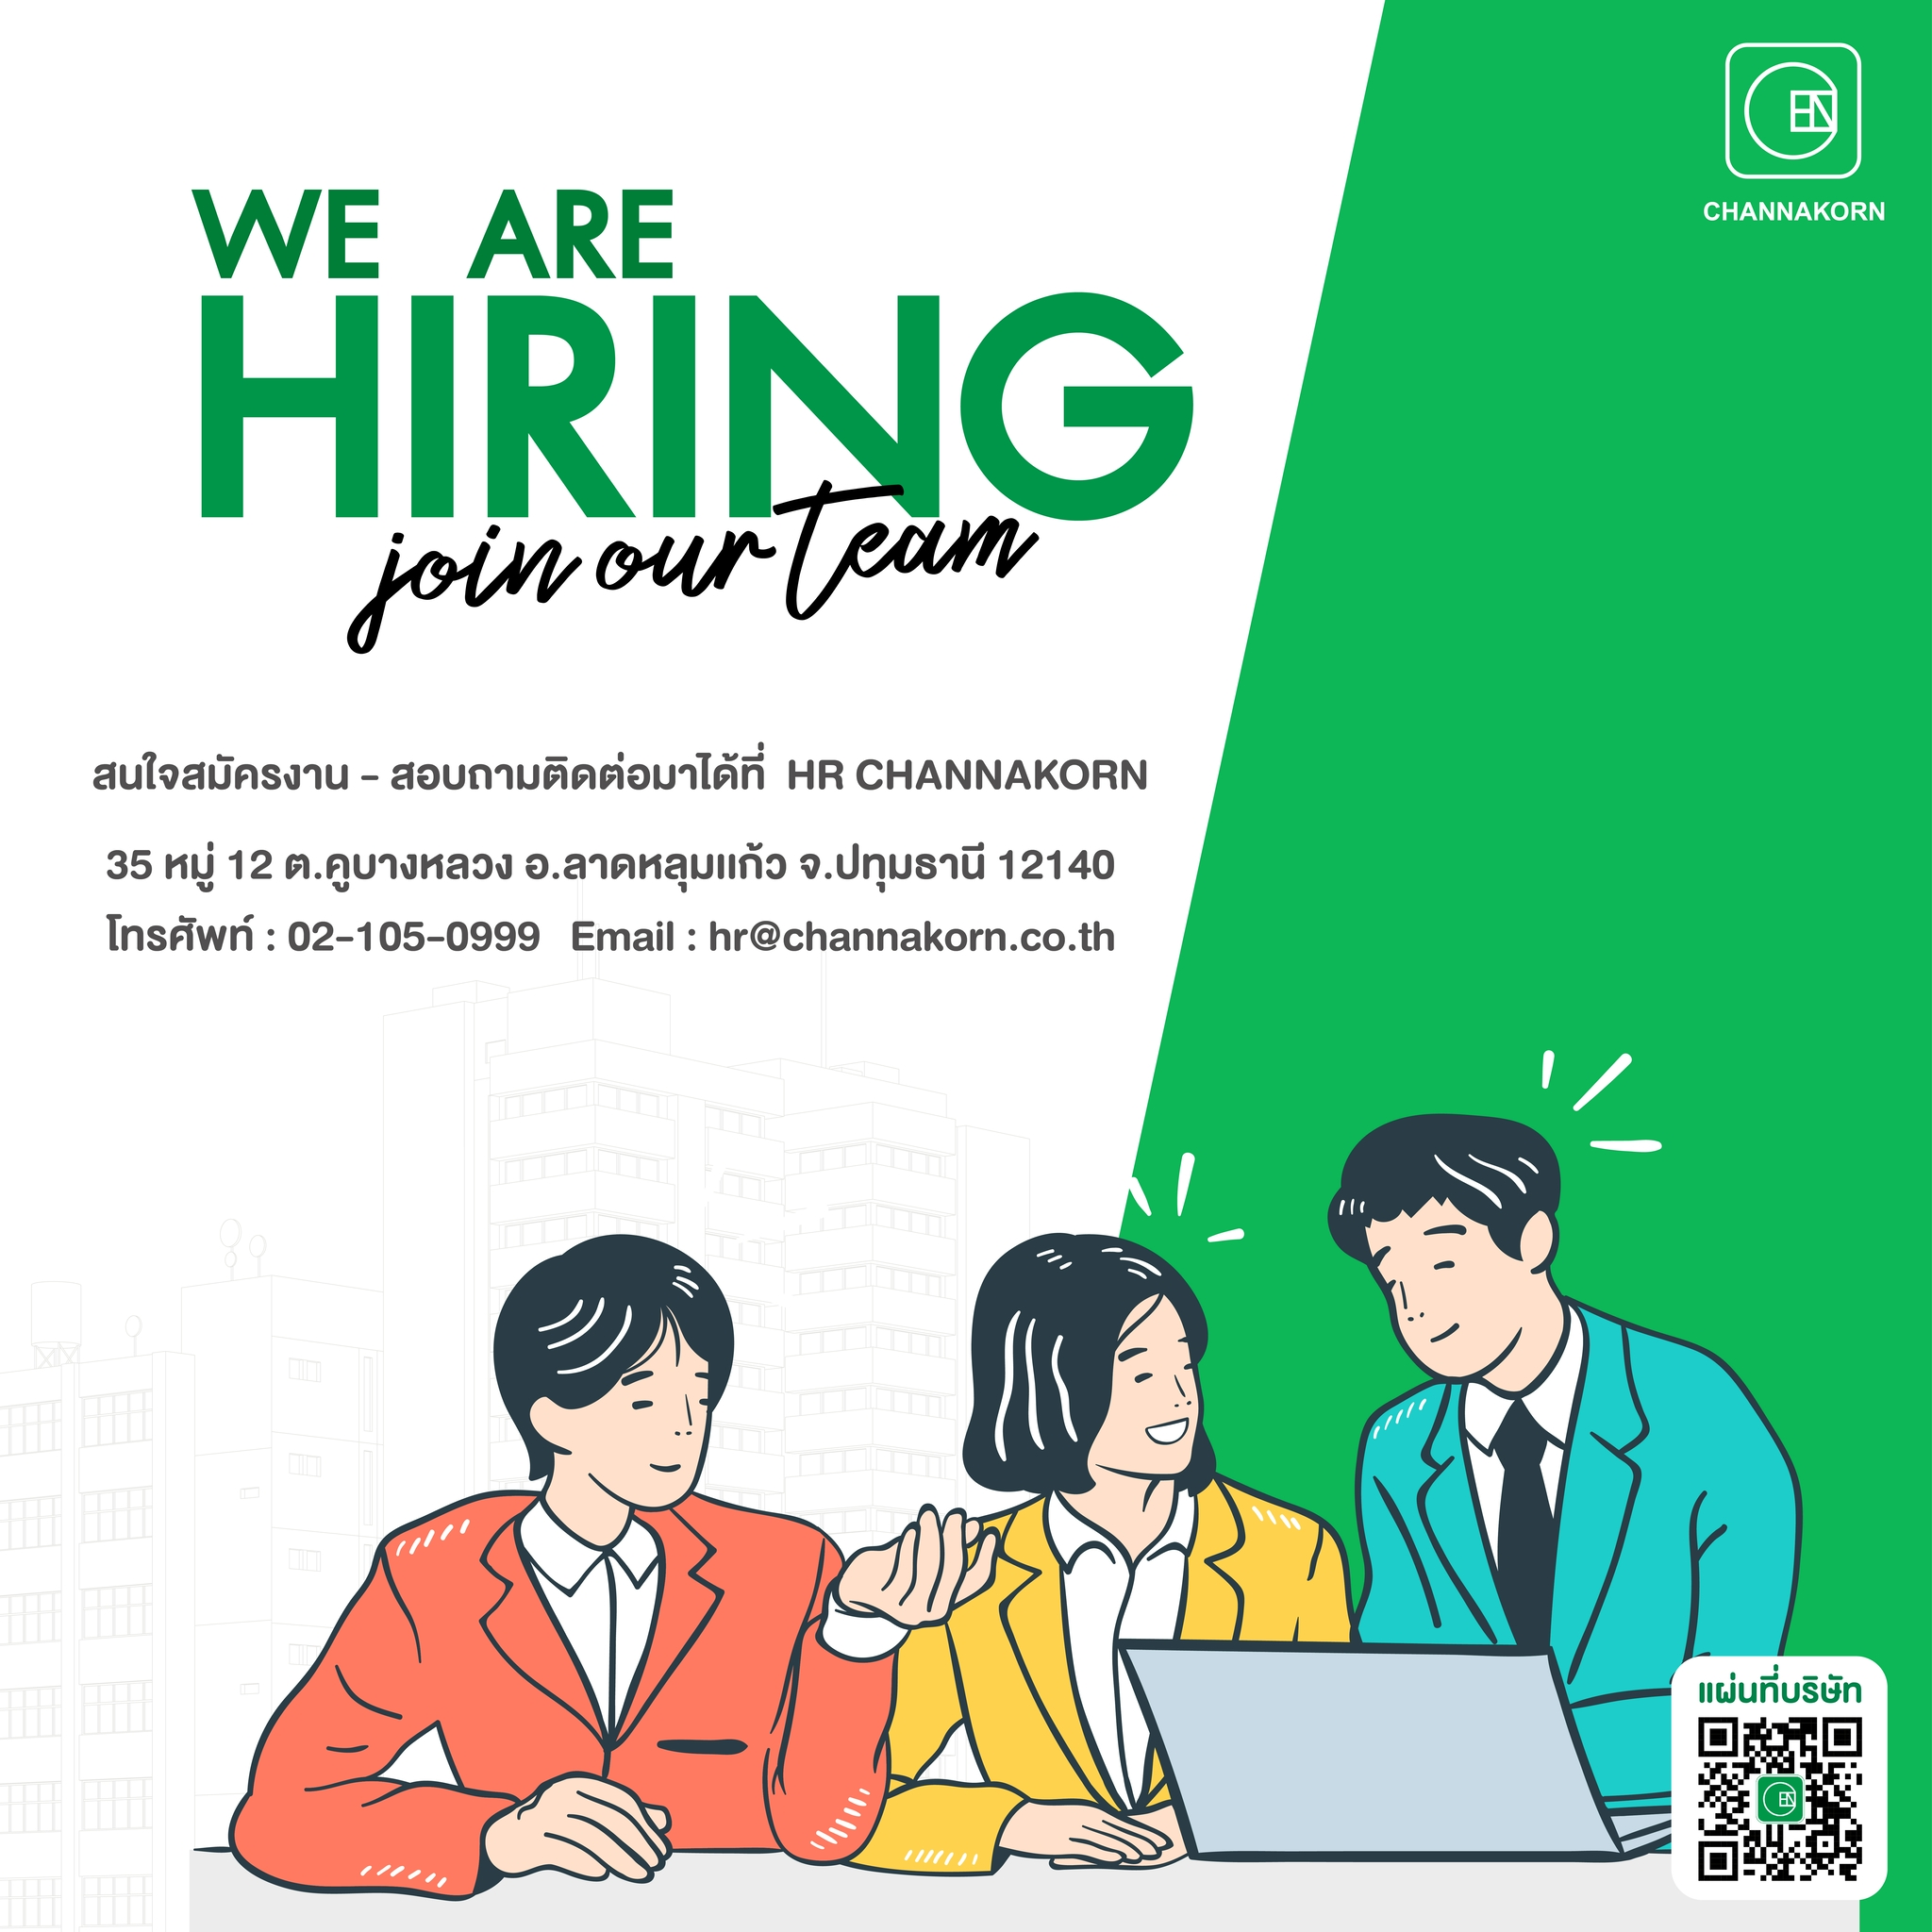 CHANNAKORN
WE ARE
HIRING
join our team
สนใจสมัครงาน - สอบถามติดต่อมาได้ที่ HR CHANNAKORN
35 หมู่ 12 ต.คูบางหลวง อ.ลาดหลุมแก้ว จ.ปทุมธานี 12140
โทรศัพท์ : 02-105-0999 Email : hr@channakorn.co.th
แผ่นที่บริษัท